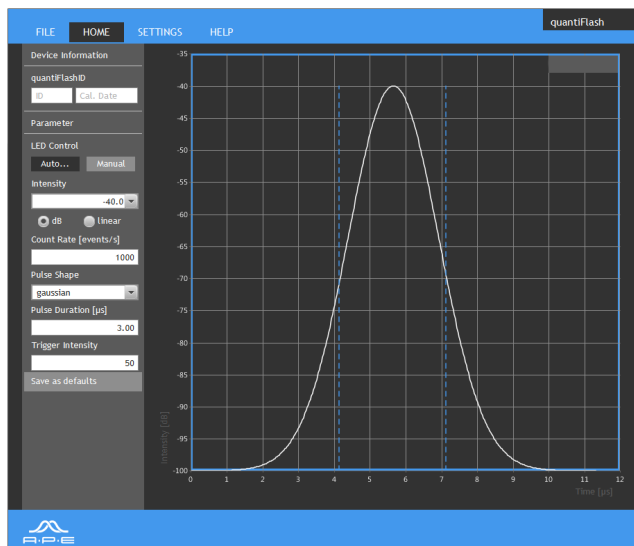 quantiFlash
FILE HOME SETTINGS HELP
Device Information
quantiFlashID
ID Cal. Date
Parameter
LED Control
Auto... Manual
Intensity
-40.0
dB linear
Count Rate [events/s]
1000
Pulse Shape
gaussian
Pulse Duration [µs]
3.00
Trigger Intensity
50
Save as defaults
-35
-40
-45
-50
-55
-60
-65
-70
-75
-80
-85
-90
-95
-100
Intensity [dB]
0 1 2 3 4 5 6 7 8 9 10 11 12
Time [µs]
A·P·E